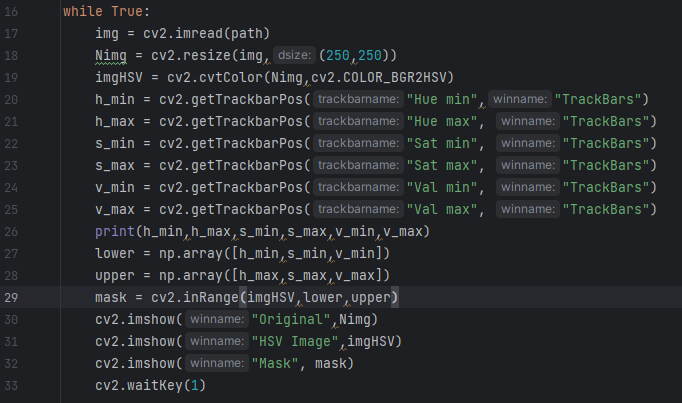 16 while True:
17 img = cv2.imread(path)
18 Nimg = cv2.resize(img, dsize: (250,250))
19 imgHSV = cv2.cvtColor(Nimg,cv2.COLOR_BGR2HSV)
20 h_min = cv2.getTrackbarPos( trackbarname: "Hue min", winname: "TrackBars")
21 h_max = cv2.getTrackbarPos( trackbarname: "Hue max", winname: "TrackBars")
22 s_min = cv2.getTrackbarPos( trackbarname: "Sat min", winname: "TrackBars")
23 s_max = cv2.getTrackbarPos( trackbarname: "Sat max", winname: "TrackBars")
24 v_min = cv2.getTrackbarPos( trackbarname: "Val min", winname: "TrackBars")
25 v_max = cv2.getTrackbarPos( trackbarname: "Val max", winname: "TrackBars")
26 print(h_min,h_max,s_min,s_max,v_min,v_max)
27 lower = np.array([h_min,s_min,v_min])
28 upper = np.array([h_max,s_max,v_max])
29 mask = cv2.inRange(imgHSV,lower,upper)
30 cv2.imshow( winname: "Original",Nimg)
31 cv2.imshow( winname: "HSV Image",imgHSV)
32 cv2.imshow( winname: "Mask", mask)
33 cv2.waitKey(1)